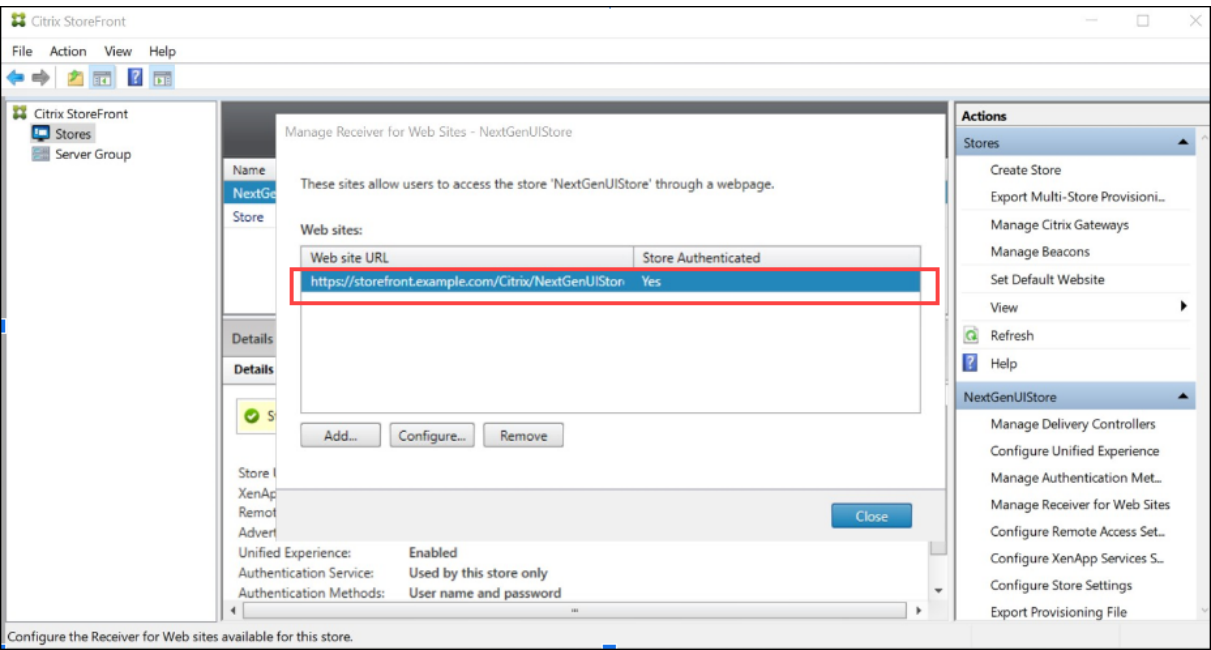 Citrix StoreFront
File Action View Help
Citrix StoreFront
Stores
Server Group
Name
NextGe
Store
Details
Details
Store
XenAp
Remot
Advert
Unified Experience: Enabled
Authentication Service: Used by this store only
Authentication Methods: User name and password
Manage Receiver for Web Sites - NextGenUIStore
These sites allow users to access the store 'NextGenUIStore' through a webpage.
Web sites:
Web site URL Store Authenticated
https://storefront.example.com/Citrix/NextGenUIStor Yes
Add... Configure... Remove
Close
Actions
Stores
Create Store
Export Multi-Store Provisioni...
Manage Citrix Gateways
Manage Beacons
Set Default Website
View
Refresh
Help
NextGenUIStore
Manage Delivery Controllers
Configure Unified Experience
Manage Authentication Met...
Manage Receiver for Web Sites
Configure Remote Access Set...
Configure XenApp Services S...
Configure Store Settings
Export Provisioning File
Configure the Receiver for Web sites available for this store.